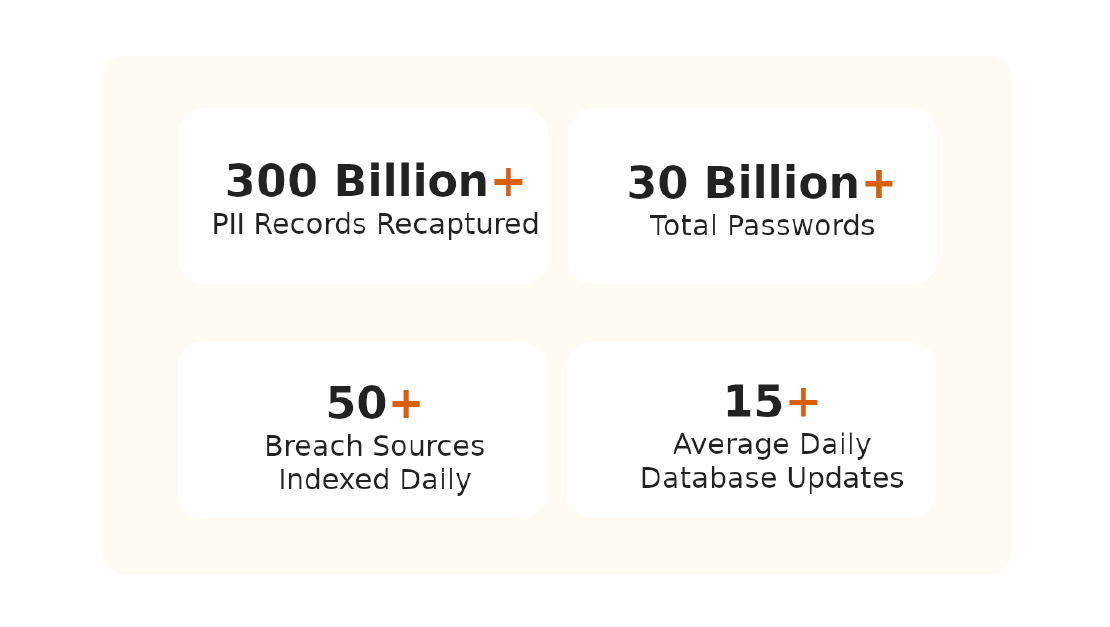 300 Billion+
PII Records Recaptured
30 Billion+
Total Passwords
50+
Breach Sources
Indexed Daily
15+
Average Daily
Database Updates